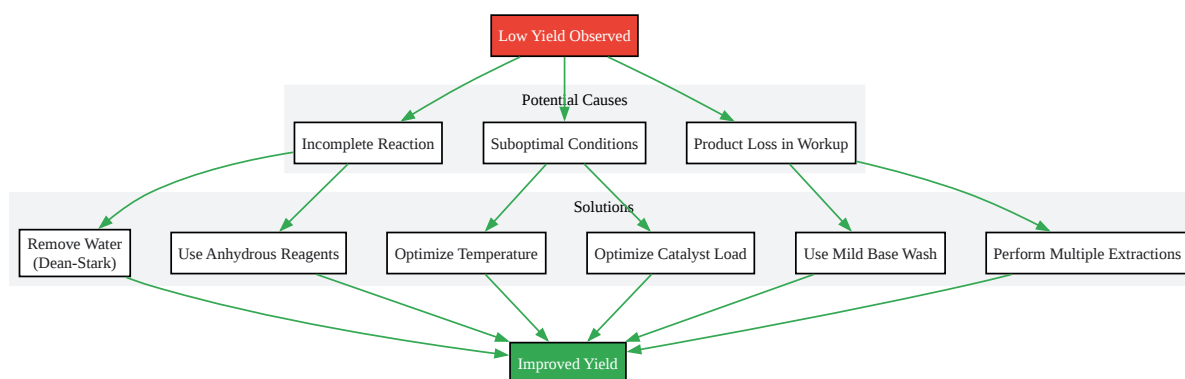 Low Yield Observed
Potential Causes
Incomplete Reaction
Suboptimal Conditions
Product Loss in Workup
Solutions
Remove Water
(Dean-Stark)
Use Anhydrous Reagents
Optimize Temperature
Optimize Catalyst Load
Use Mild Base Wash
Perform Multiple Extractions
Improved Yield